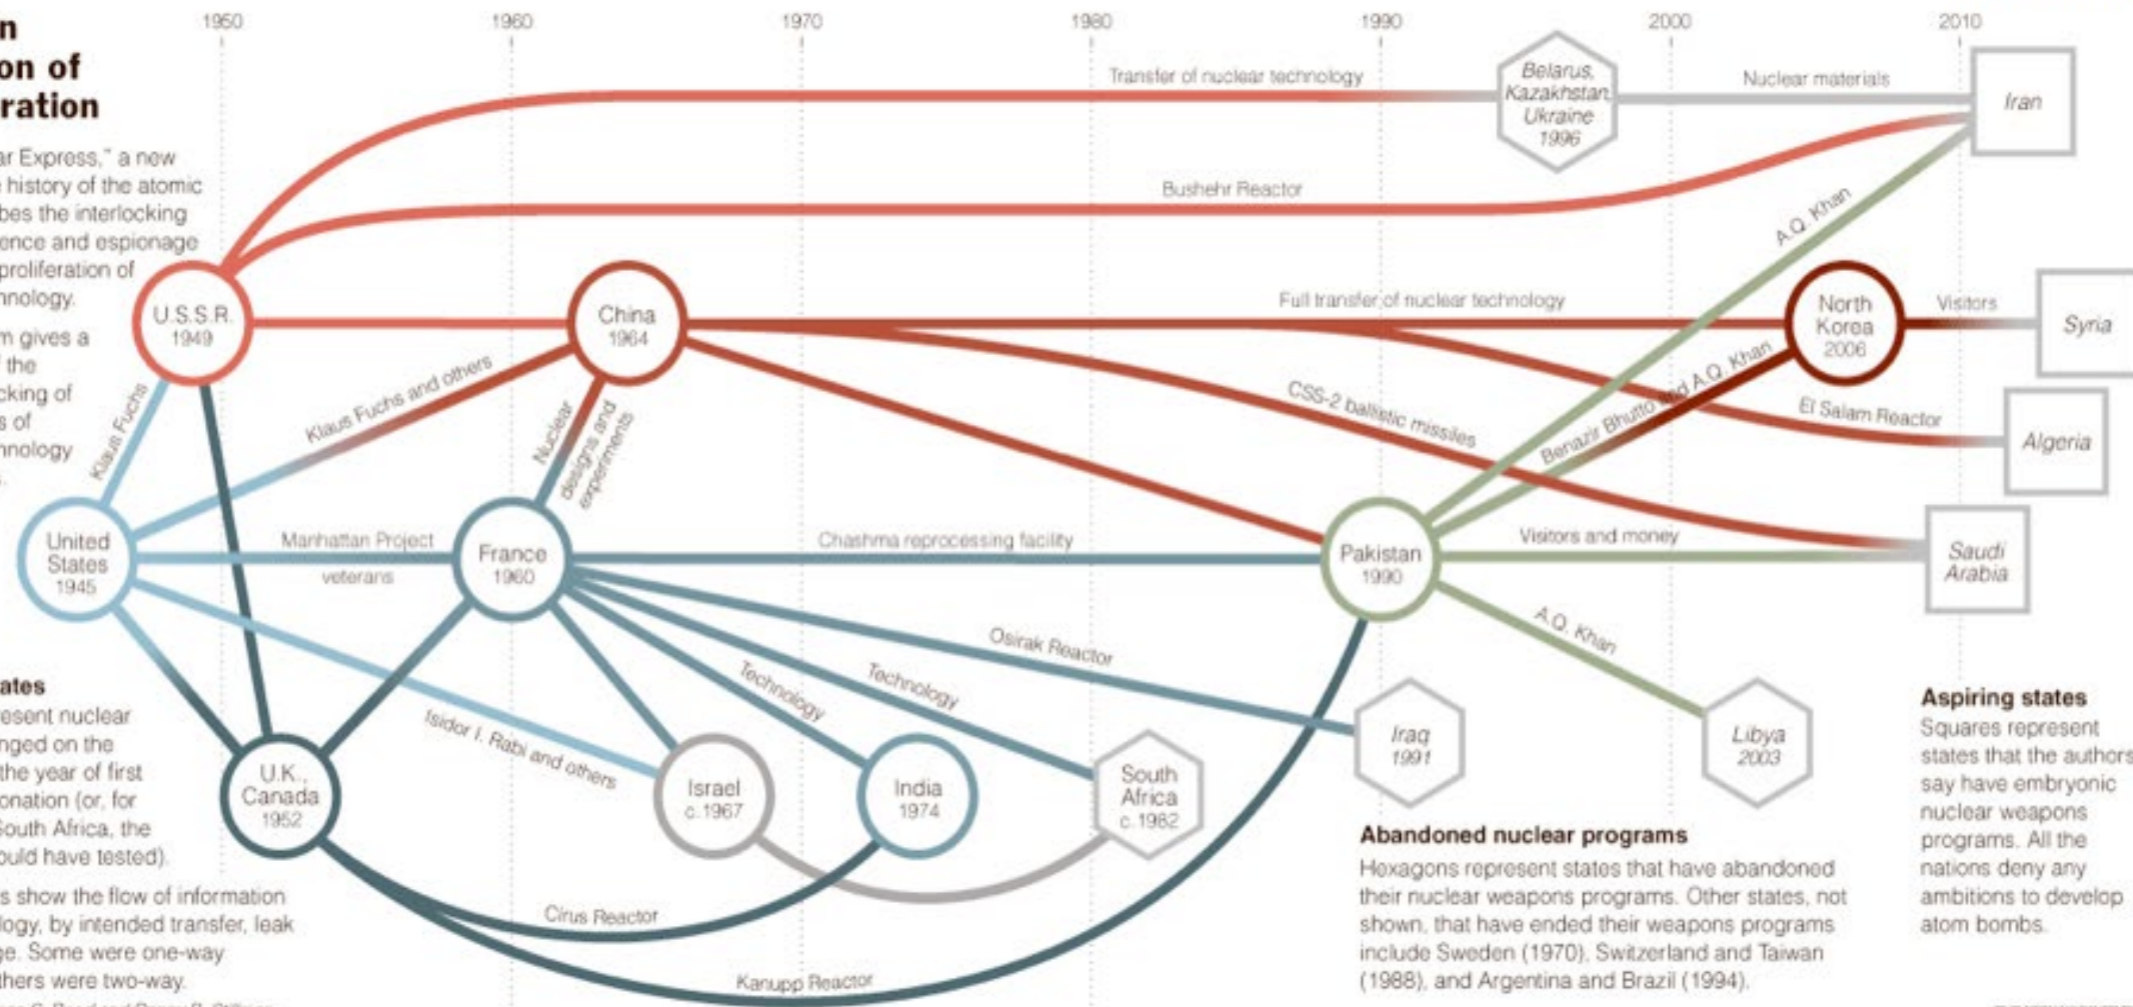 1950
1960
1970
1980
1990
2000
2010
n
on of
ration
ar Express,” a new
e history of the atomic
bes the interlocking
ence and espionage
proliferation of
hnology.
m gives a
f the
cking of
s of
hnology
Transfer of nuclear technology
Belarus,
Kazakhstan,
Ukraine
1996
Nuclear materials
Iran
Bushehr Reactor
A.Q. Khan
U.S.S.R.
1949
China
1964
Full transfer of nuclear technology
North
Korea
2006
Visitors
Syria
Klaus Fuchs
Klaus Fuchs and others
Nuclear
designs and
experiments
CSS-2 ballistic missiles
Benazir Bhutto and A.Q. Khan
El Salam Reactor
Algeria
United
States
1945
Manhattan Project
veterans
France
1960
Chashma reprocessing facility
Pakistan
1990
Visitors and money
Saudi
Arabia
Osirak Reactor
A.Q. Khan
Technology
Technology
Isidor I. Rabi and others
U.K.,
Canada
1952
Israel
c.1967
India
1974
South
Africa
c.1982
Iraq
1991
Libya
2003
Cirus Reactor
Kanupp Reactor
ates
resent nuclear
nged on the
the year of first
onation (or, for
South Africa, the
ould have tested).
s show the flow of information
logy, by intended transfer, leak
ge. Some were one-way
thers were two-way.
Abandoned nuclear programs
Hexagons represent states that have abandoned
their nuclear weapons programs. Other states, not
shown, that have ended their weapons programs
include Sweden (1970), Switzerland and Taiwan
(1988), and Argentina and Brazil (1994).
Aspiring states
Squares represent
states that the authors
say have embryonic
nuclear weapons
programs. All the
nations deny any
ambitions to develop
atom bombs.